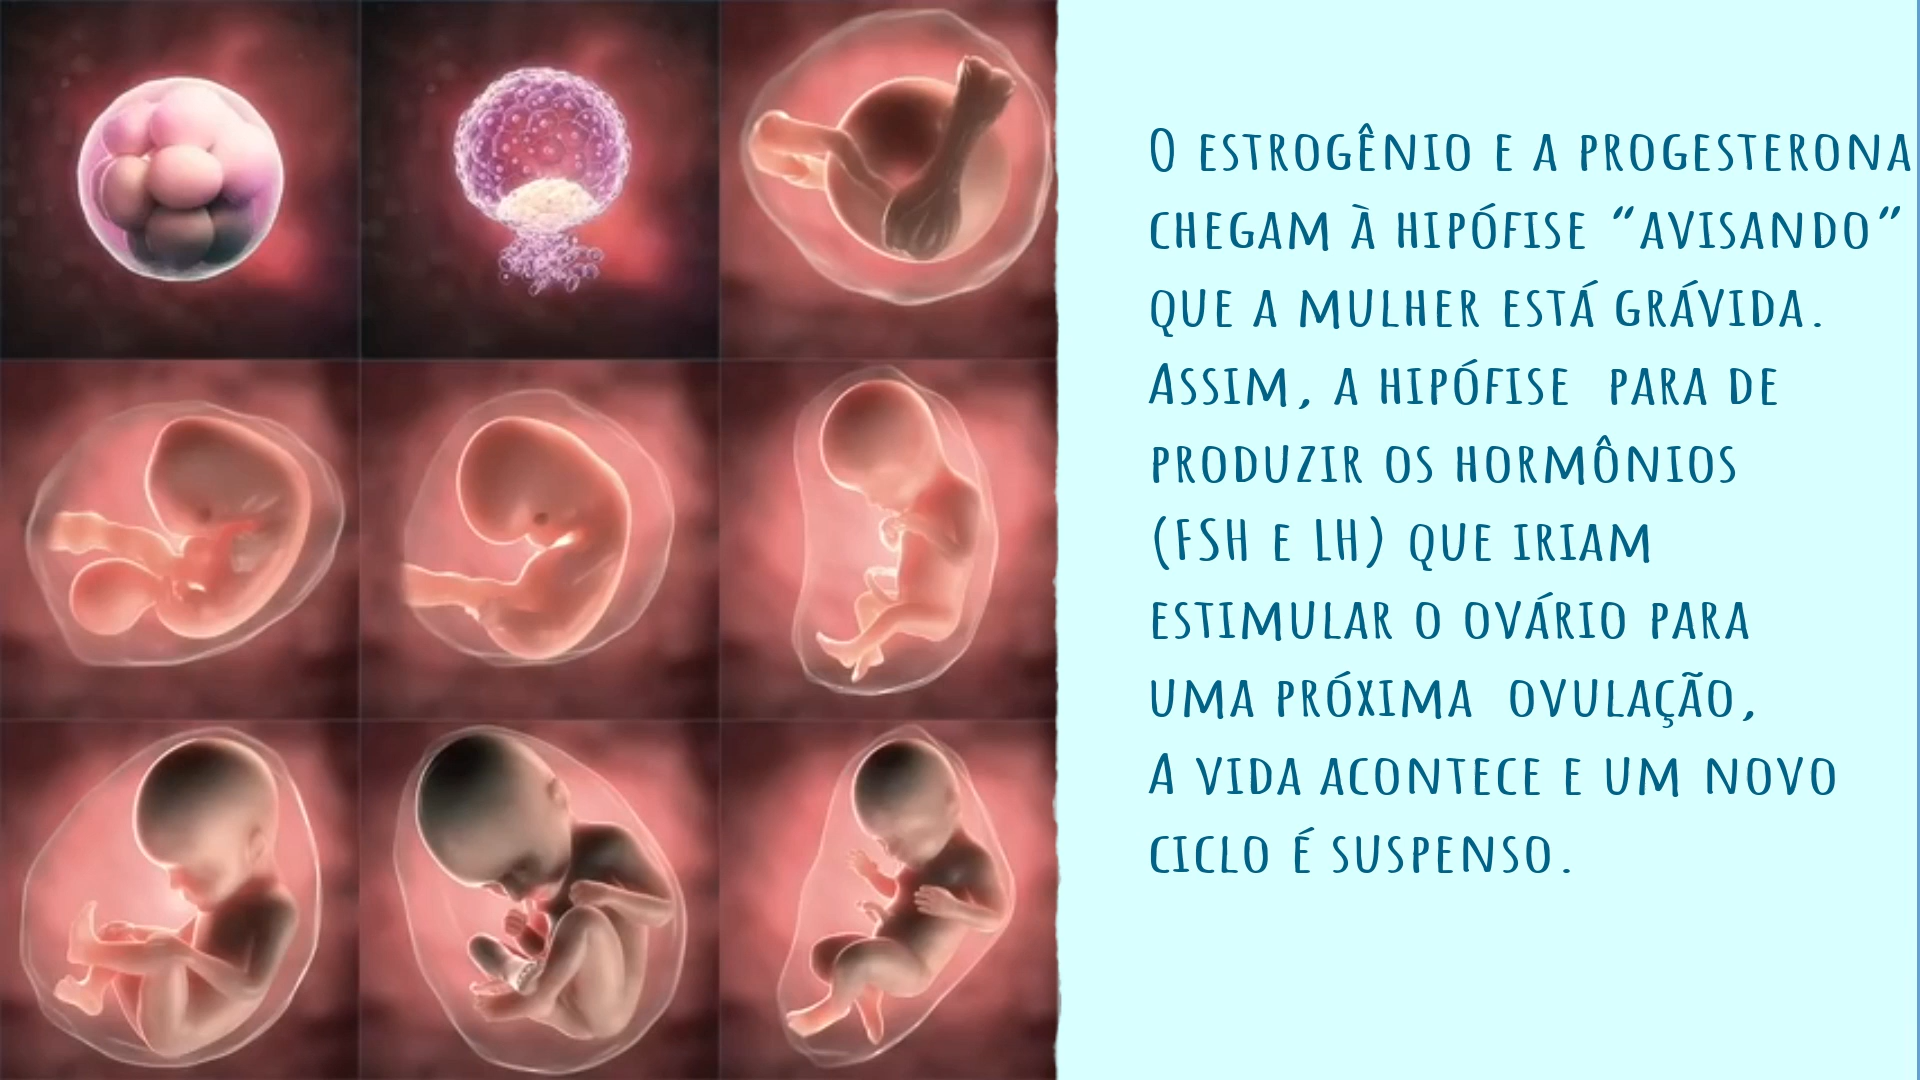 O ESTROGÊNIO E A PROGESTERONA
CHEGAM À HIPÓFISE “AVISANDO”
QUE A MULHER ESTÁ GRÁVIDA.
ASSIM, A HIPÓFISE PARA DE
PRODUZIR OS HORMÔNIOS
(FSH E LH) QUE IRIAM
ESTIMULAR O OVÁRIO PARA
UMA PRÓXIMA OVULAÇÃO,
A VIDA ACONTECE E UM NOVO
CICLO É SUSPENSO.